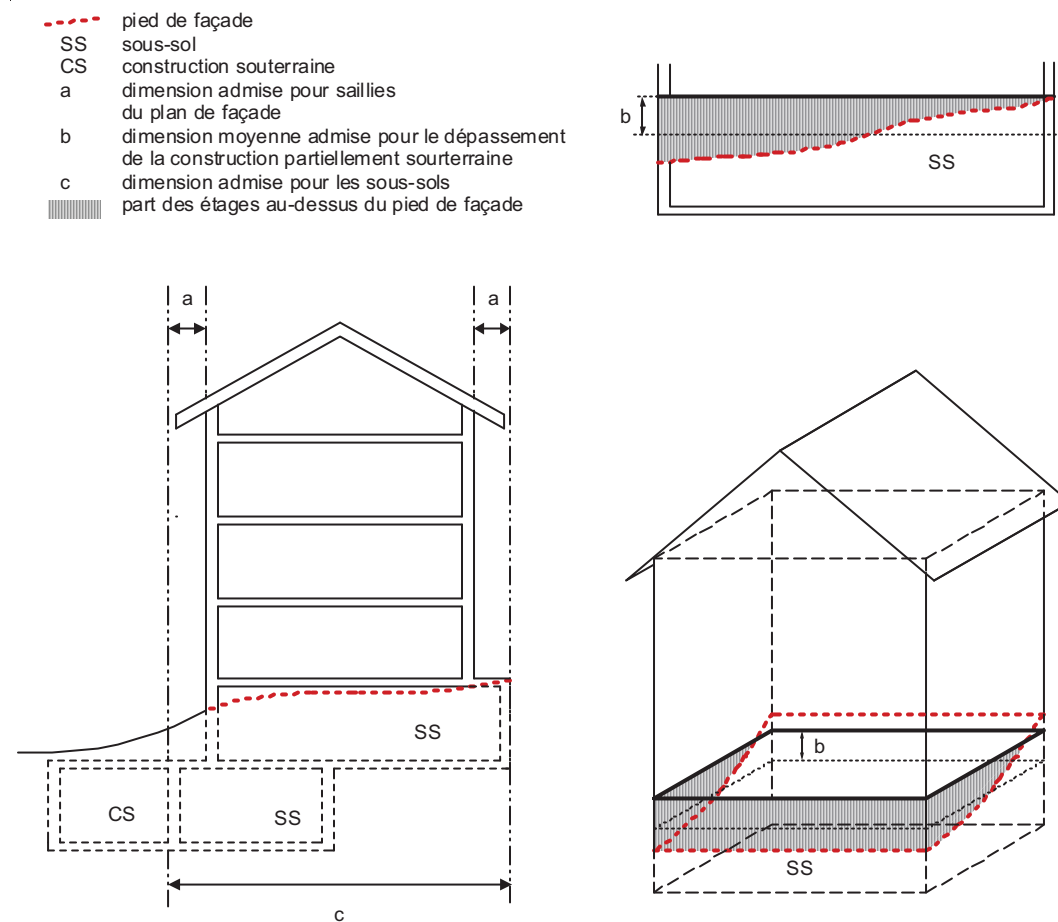 pied de façade
SS sous-sol
CS construction souterraine
a dimension admise pour saillies
du plan de façade
b dimension moyenne admise pour le dépassement
de la construction partiellement sourterraine
c dimension admise pour les sous-sols
part des étages au-dessus du pied de façade
b
SS
a a
SS
CS SS
c
b
SS